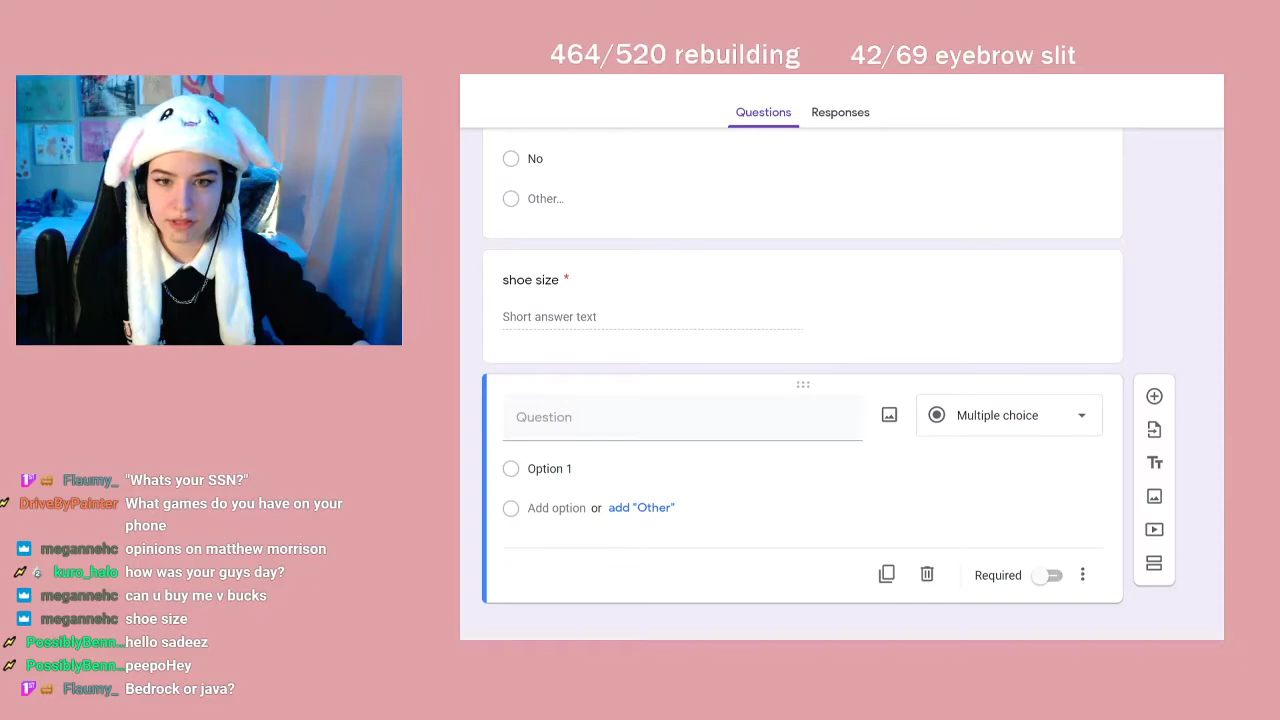 464/520 rebuilding
42/69 eyebrow slit
Questions
Responses
No
Other...
shoe size *
Short answer text
Question
Multiple choice
Option 1
Add option or add "Other"
Required
Flaumy_ "Whats your SSN?"
DriveByPainter What games do you have on your
phone
megannehc opinions on matthew morrison
kuro_halo how was your guys day?
megannehc can u buy me v bucks
megannehc shoe size
PossiblyBenn... hello sadeez
PossiblyBenn... peepoHey
Flaumy_ Bedrock or java?